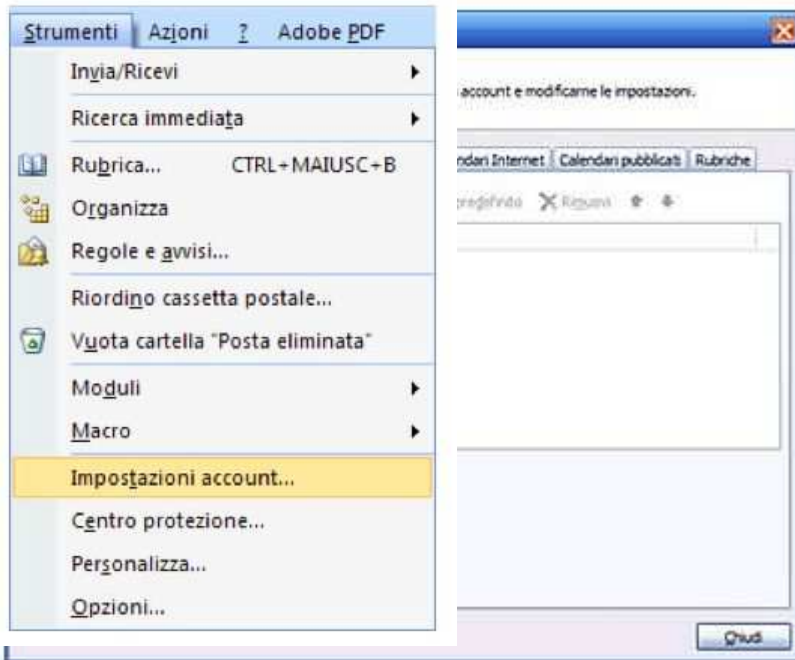 Strumenti Azioni ? Adobe PDF
Invia/Ricevi
Ricerca immediata
Rubrica... CTRL+MAIUSC+B
Organizza
Regole e avvisi...
Riordino cassetta postale...
Vuota cartella "Posta eliminata"
Moduli
Macro
Impostazioni account...
Centro protezione...
Personalizza...
Opzioni...
account e modificarne le impostazioni.
ndari Internet Calendari pubblicati Rubriche
redefinito Rimuovi
Chiudi